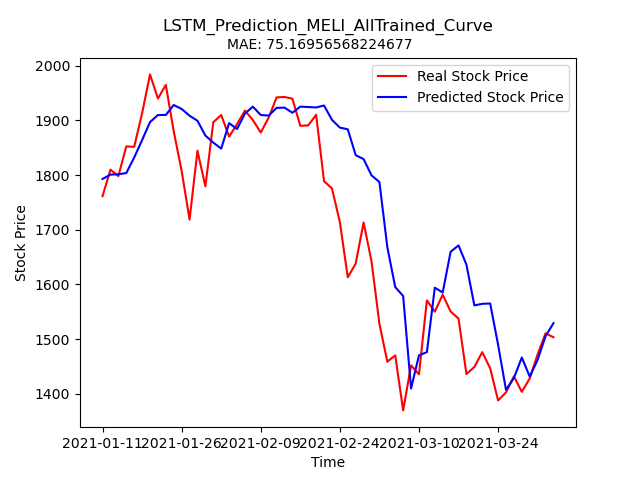 LSTM_Prediction_MELI_AllTrained_Curve
MAE: 75.16956568224677
Real Stock Price
Predicted Stock Price
Stock Price
2000
1900
1800
1700
1600
1500
1400
2021-01-11 2021-01-26 2021-02-09 2021-02-24 2021-03-10 2021-03-24
Time